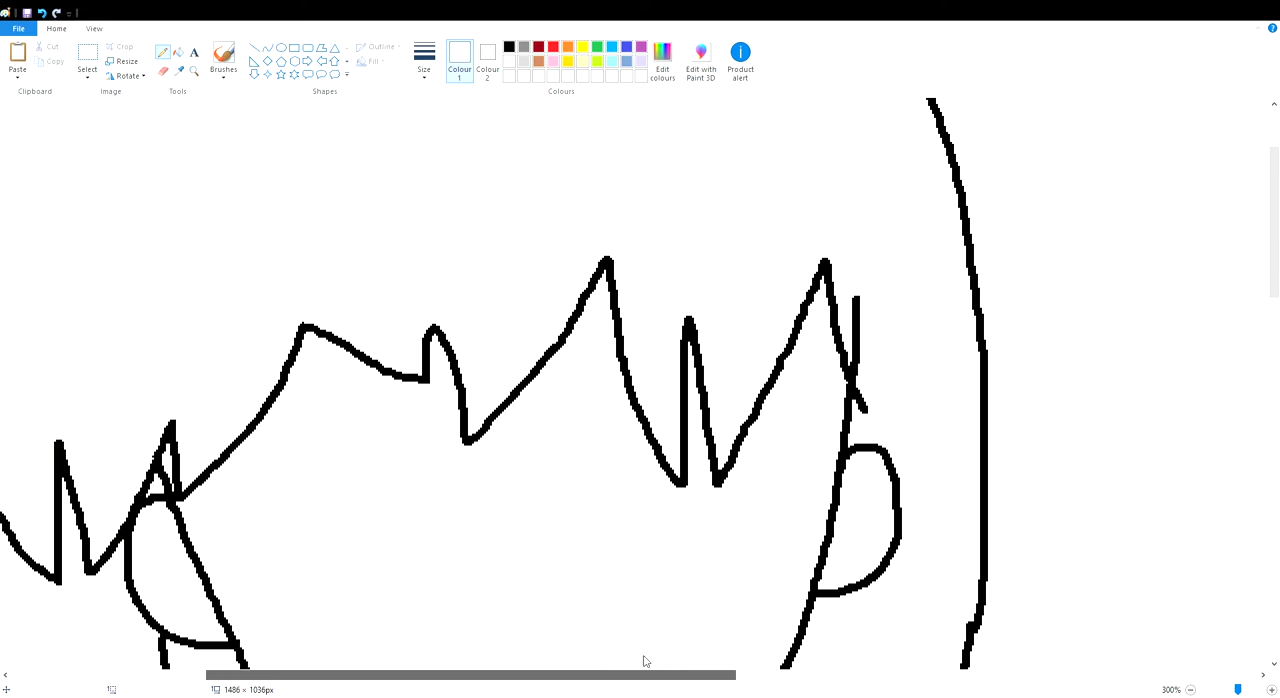 File Home View
Cut
Copy
Paste
Clipboard
Select
Crop
Resize
Rotate
Image
A
Tools
Brushes
Outline
Fill
Shapes
Size
Colour 1
Colour 2
Edit colours
Colours
Edit with Paint 3D
Product alert
1486 × 1036px
300%